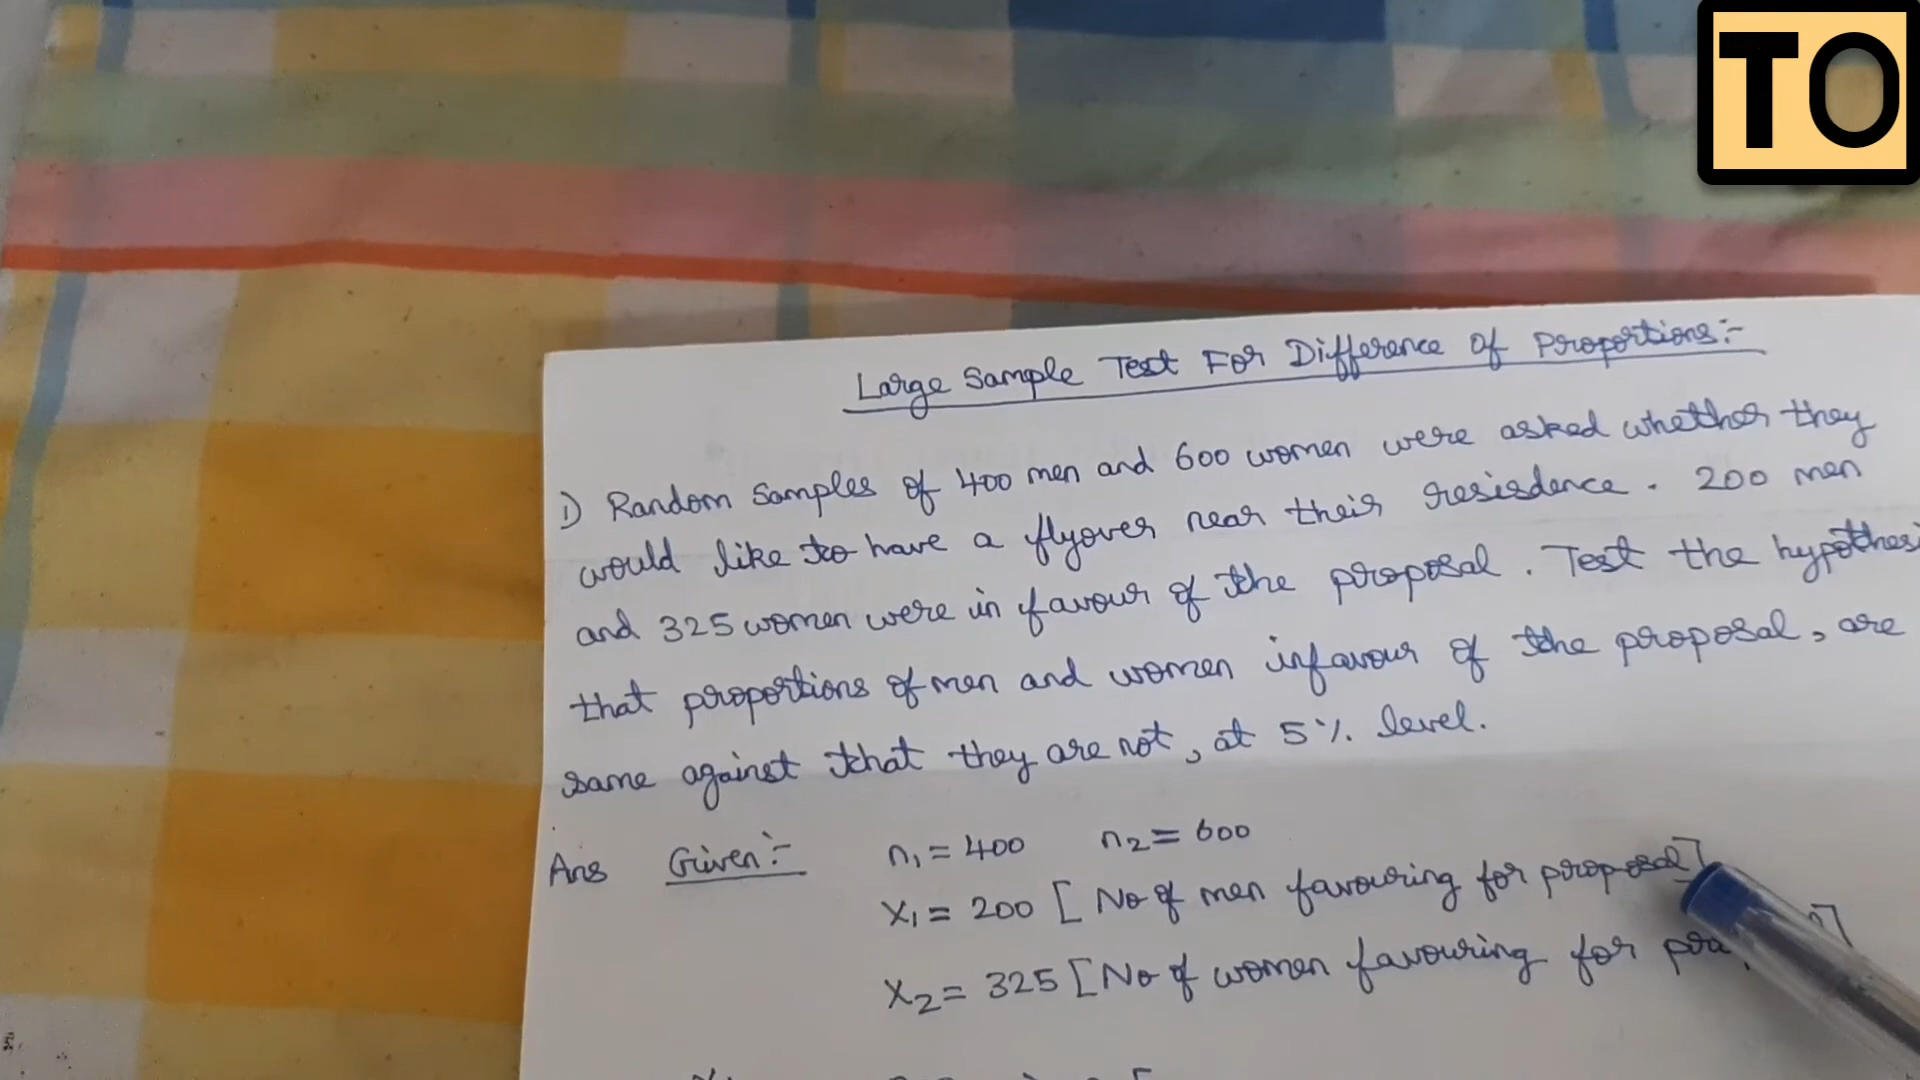 TO
Large Sample Test For Difference of Proportions:-
1) Random Samples of 400 men and 600 women were asked whether they
would like to have a flyover near their resisdence. 200 men
and 325 women were in favour of the proposal. Test the hypothesi
that proportions of men and women infavour of the proposal, are
same against that they are not, at 5% level.
Ans Given:- n1 = 400 n2 = 600
X1 = 200 [No of men favouring for proposal]
X2 = 325 [No of women favouring for